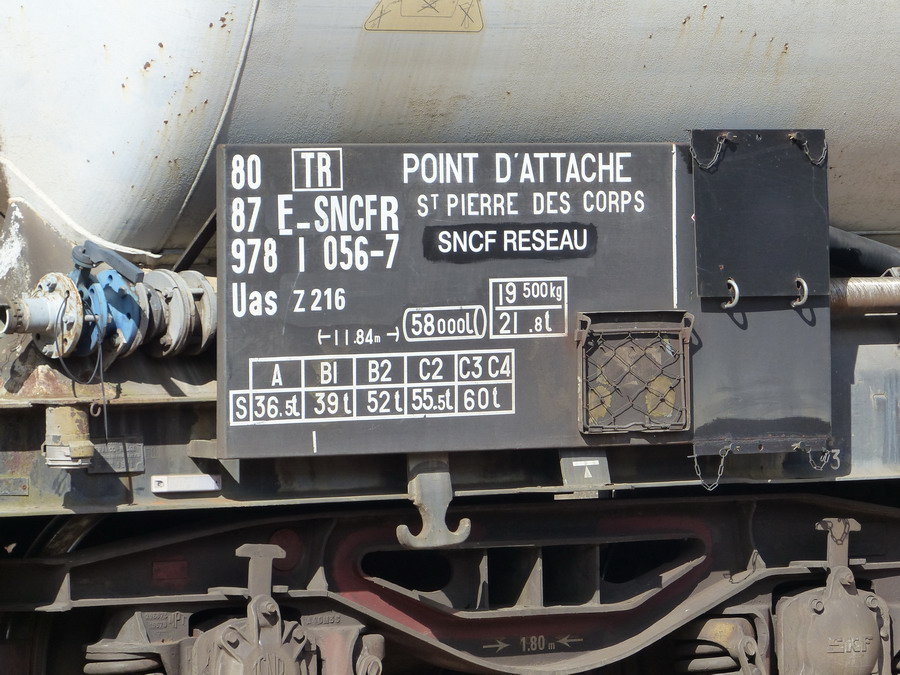 80 TR
87 E-SNCFR
978 1 056-7
Uas Z 216
POINT D'ATTACHE
ST PIERRE DES CORPS
SNCF RESEAU
11.84m
58000l
19 500kg
21.8t
A B1 B2 C2 C3 C4
S 36.5t 39t 52t 55.5t 60t
3
1.80 m